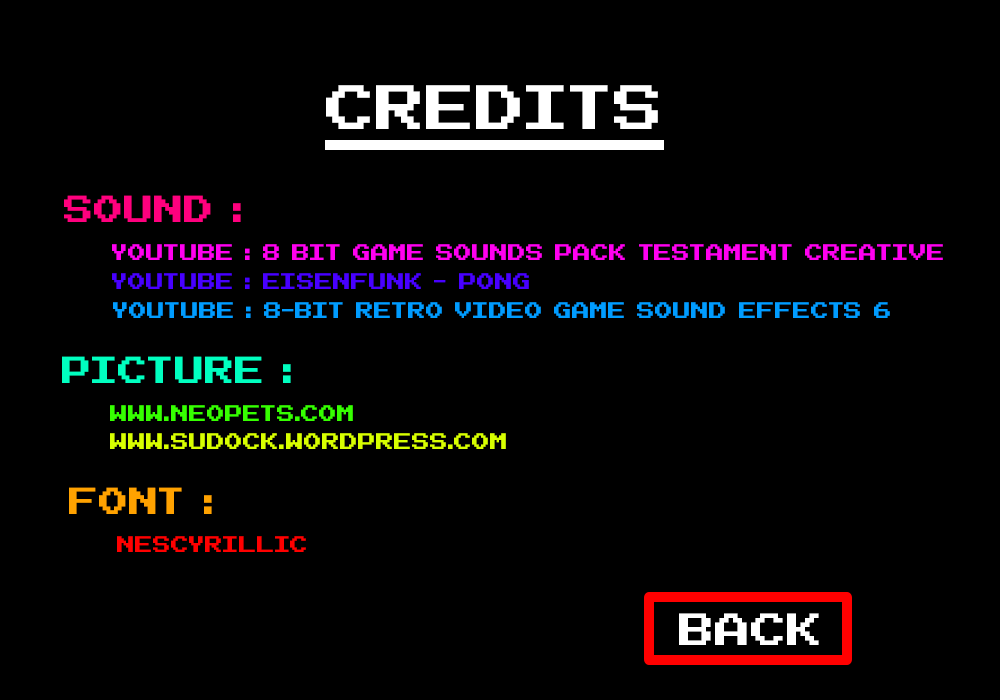 CREDITS
SOUND :
YOUTUBE : 8 BIT GAME SOUNDS PACK TESTAMENT CREATIVE
YOUTUBE : EISENFUNK - PONG
YOUTUBE : 8-BIT RETRO VIDEO GAME SOUND EFFECTS 6
PICTURE :
WWW.NEOPETS.COM
WWW.SUDOCK.WORDPRESS.COM
FONT :
NESCYRILLIC
BACK